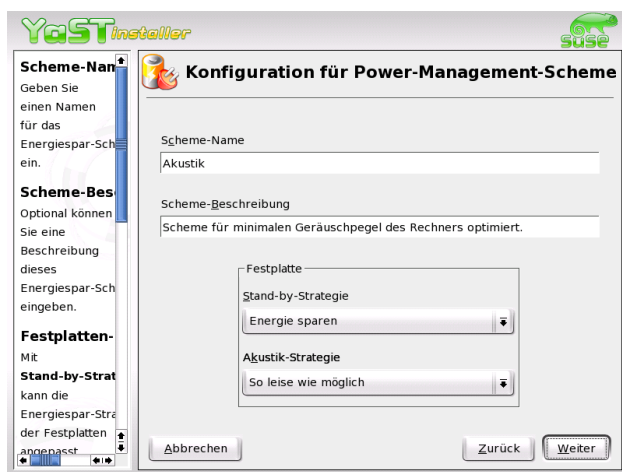 YaST installer
SUSE
Scheme-Nam
Geben Sie
einen Namen
für das
Energiespar-Sch
ein.
Scheme-Bes
Optional können
Sie eine
Beschreibung
dieses
Energiespar-Sch
eingeben.
Festplatten-
Mit
Stand-by-Strat
kann die
Energiespar-Stra
der Festplatten
angepasst
Konfiguration für Power-Management-Scheme
Scheme-Name
Akustik
Scheme-Beschreibung
Scheme für minimalen Geräuschpegel des Rechners optimiert.
Festplatte
Stand-by-Strategie
Energie sparen
Akustik-Strategie
So leise wie möglich
Abbrechen
Zurück
Weiter